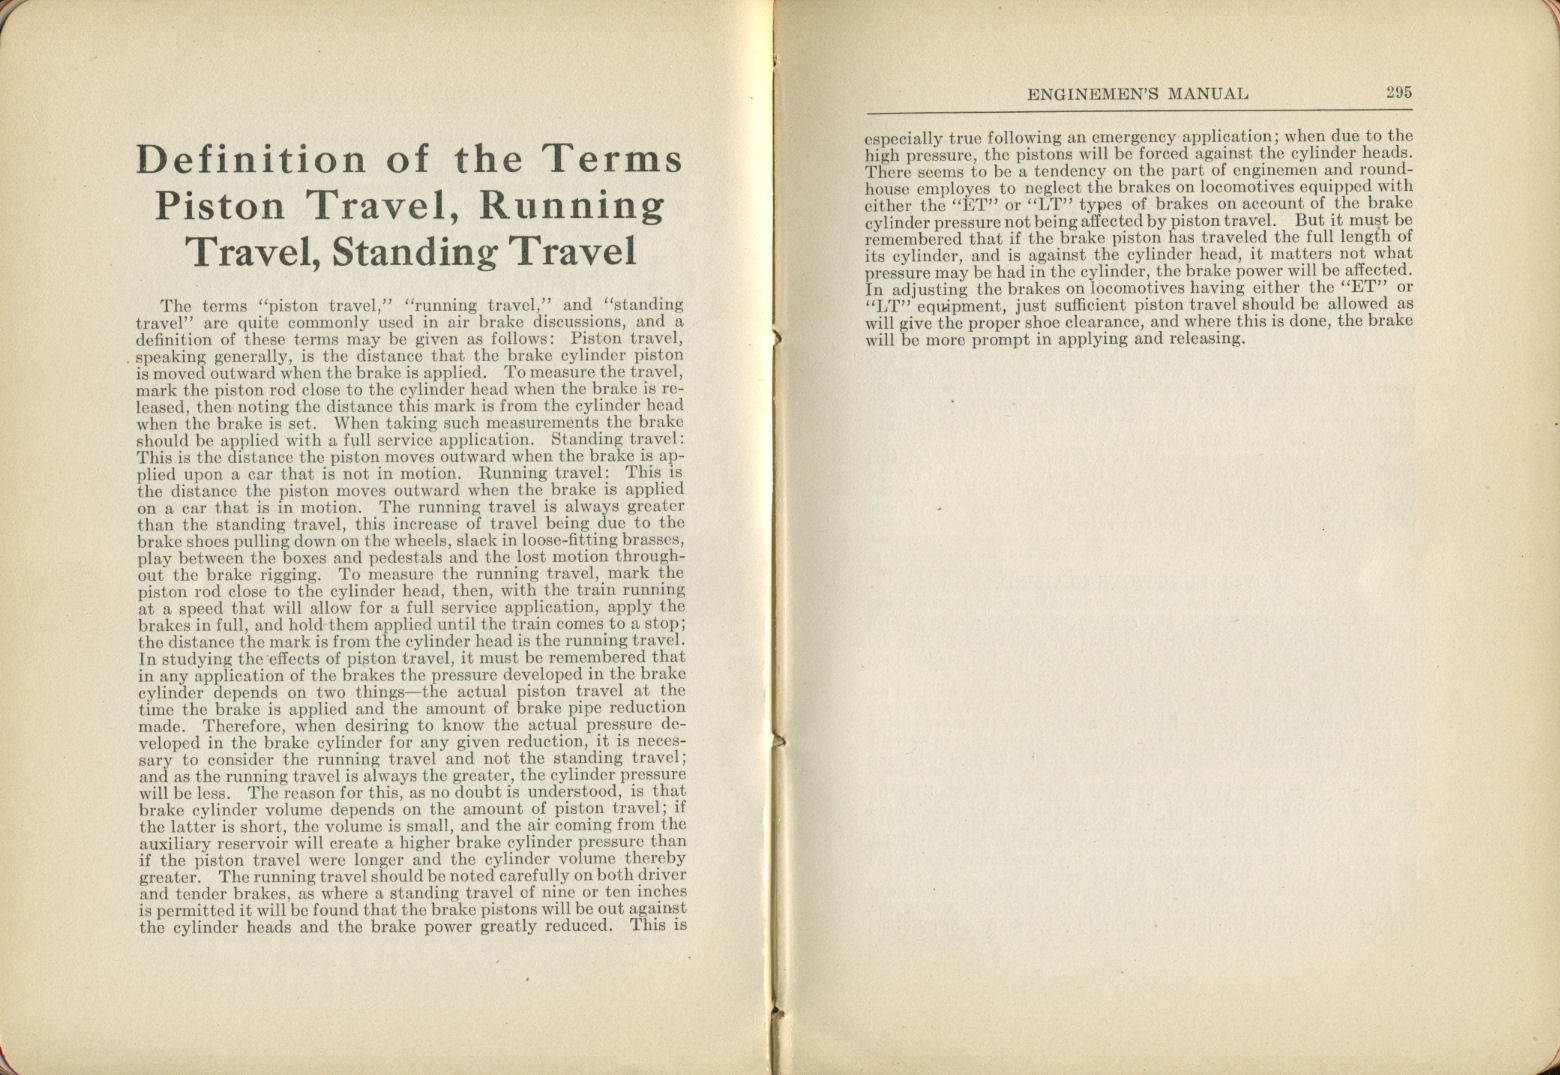 Definition of the Terms
Piston Travel, Running
Travel, Standing Travel
The terms “piston travel,” “running travel,” and “standing
travel” are quite commonly used in air brake discussions, and a
definition of these terms may be given as follows: Piston travel,
speaking generally, is the distance that the brake cylinder piston
is moved outward when the brake is applied. To measure the travel,
mark the piston rod close to the cylinder head when the brake is re-
leased, then noting the distance this mark is from the cylinder head
when the brake is set. When taking such measurements the brake
should be applied with a full service application. Standing travel:
This is the distance the piston moves outward when the brake is ap-
plied upon a car that is not in motion. Running travel: This is
the distance the piston moves outward when the brake is applied
on a car that is in motion. The running travel is always greater
than the standing travel, this increase of travel being due to the
brake shoes pulling down on the wheels, slack in loose-fitting brasses,
play between the boxes and pedestals and the lost motion through-
out the brake rigging. To measure the running travel, mark the
piston rod close to the cylinder head, then, with the train running
at a speed that will allow for a full service application, apply the
brakes in full, and hold them applied until the train comes to a stop;
the distance the mark is from the cylinder head is the running travel.
In studying the effects of piston travel, it must be remembered that
in any application of the brakes the pressure developed in the brake
cylinder depends on two things—the actual piston travel at the
time the brake is applied and the amount of brake pipe reduction
made. Therefore, when desiring to know the actual pressure de-
veloped in the brake cylinder for any given reduction, it is neces-
sary to consider the running travel and not the standing travel;
and as the running travel is always the greater, the cylinder pressure
will be less. The reason for this, as no doubt is understood, is that
brake cylinder volume depends on the amount of piston travel; if
the latter is short, the volume is small, and the air coming from the
auxiliary reservoir will create a higher brake cylinder pressure than
if the piston travel were longer and the cylinder volume thereby
greater. The running travel should be noted carefully on both driver
and tender brakes, as where a standing travel of nine or ten inches
is permitted it will be found that the brake pistons will be out against
the cylinder heads and the brake power greatly reduced. This is
ENGINEMEN'S MANUAL 295
especially true following an emergency application; when due to the
high pressure, the pistons will be forced against the cylinder heads.
There seems to be a tendency on the part of enginemen and round-
house employes to neglect the brakes on locomotives equipped with
either the “ET” or “LT” types of brakes on account of the brake
cylinder pressure not being affected by piston travel. But it must be
remembered that if the brake piston has traveled the full length of
its cylinder, and is against the cylinder head, it matters not what
pressure may be had in the cylinder, the brake power will be affected.
In adjusting the brakes on locomotives having either the “ET” or
“LT” equipment, just sufficient piston travel should be allowed as
will give the proper shoe clearance, and where this is done, the brake
will be more prompt in applying and releasing.